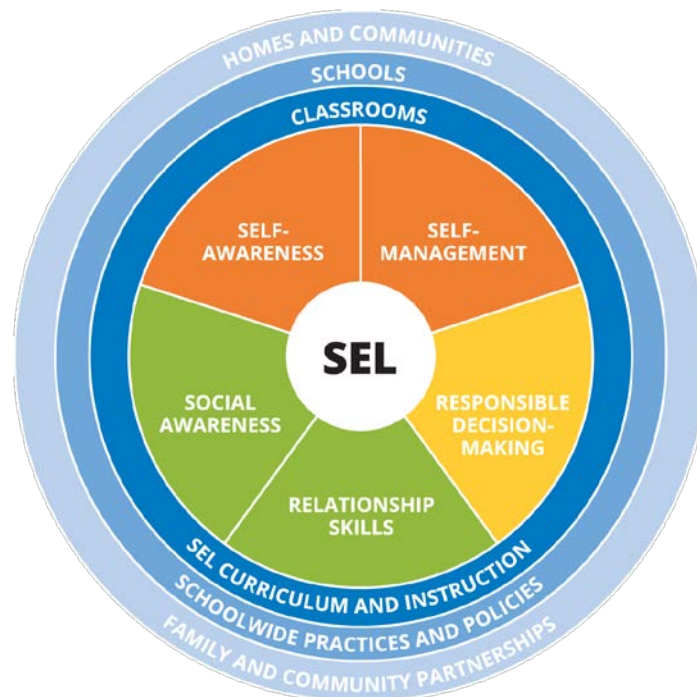 HOMES AND COMMUNITIES
SCHOOLS
CLASSROOMS
SELF-
AWARENESS
SELF-
MANAGEMENT
SEL
SOCIAL
AWARENESS
RESPONSIBLE
DECISION-
MAKING
RELATIONSHIP
SKILLS
SEL CURRICULUM AND INSTRUCTION
SCHOOLWIDE PRACTICES AND POLICIES
FAMILY AND COMMUNITY PARTNERSHIPS